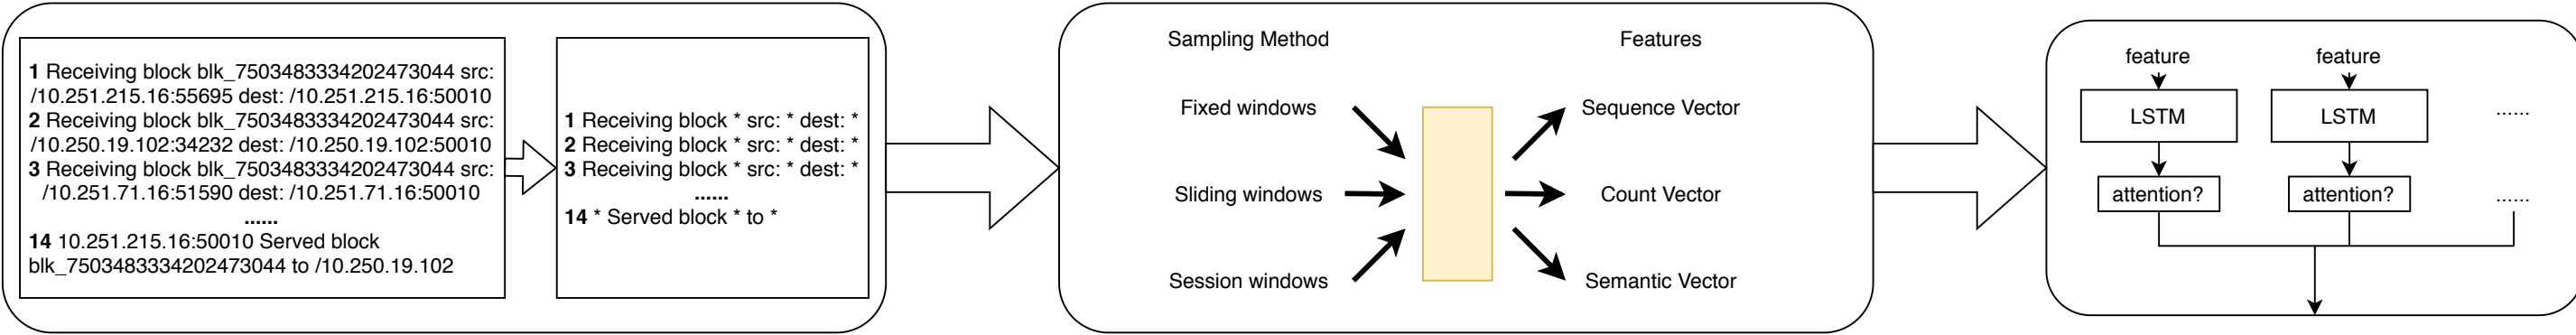 1 Receiving block blk_7503483334202473044 src:
/10.251.215.16:55695 dest: /10.251.215.16:50010
2 Receiving block blk_7503483334202473044 src:
/10.250.19.102:34232 dest: /10.250.19.102:50010
3 Receiving block blk_7503483334202473044 src:
/10.251.71.16:51590 dest: /10.251.71.16:50010
......
14 10.251.215.16:50010 Served block
blk_7503483334202473044 to /10.250.19.102
1 Receiving block * src: * dest: *
2 Receiving block * src: * dest: *
3 Receiving block * src: * dest: *
......
14 * Served block * to *
Sampling Method
Fixed windows
Sliding windows
Session windows
Features
Sequence Vector
Count Vector
Semantic Vector
feature
LSTM
attention?
feature
LSTM
attention?
......
......